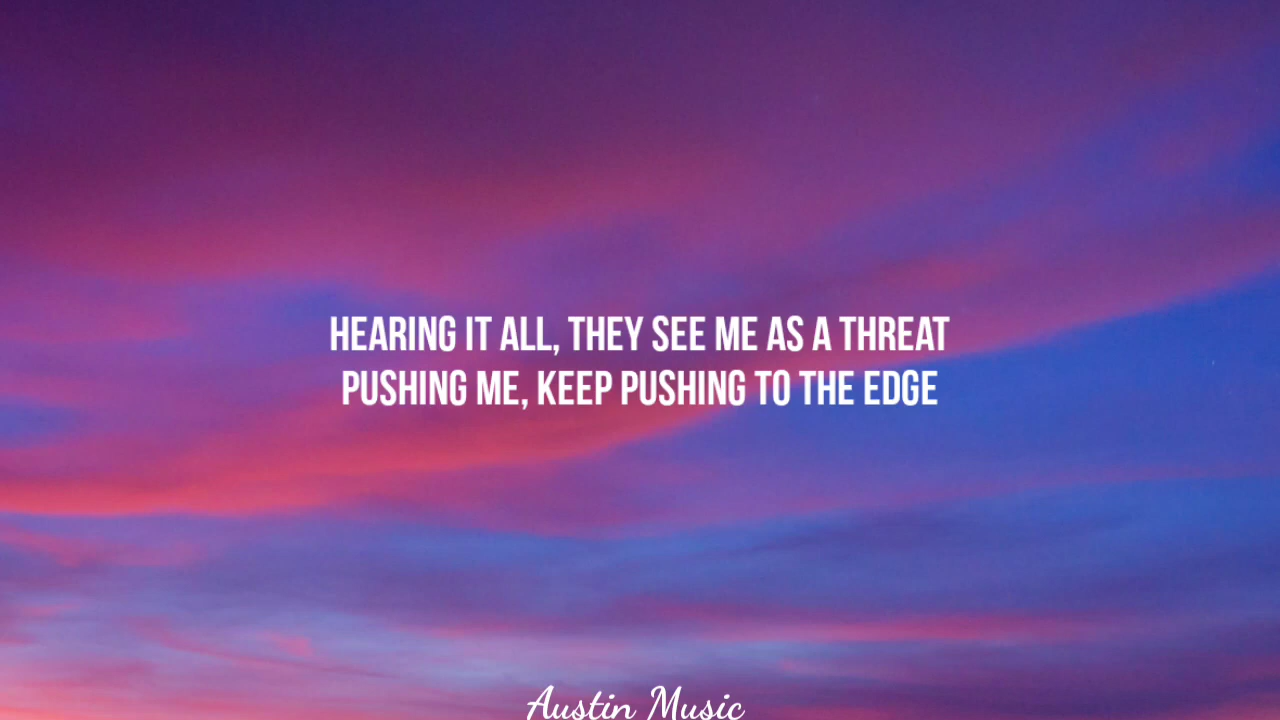 HEARING IT ALL, THEY SEE ME AS A THREAT
PUSHING ME, KEEP PUSHING TO THE EDGE
Austin Music